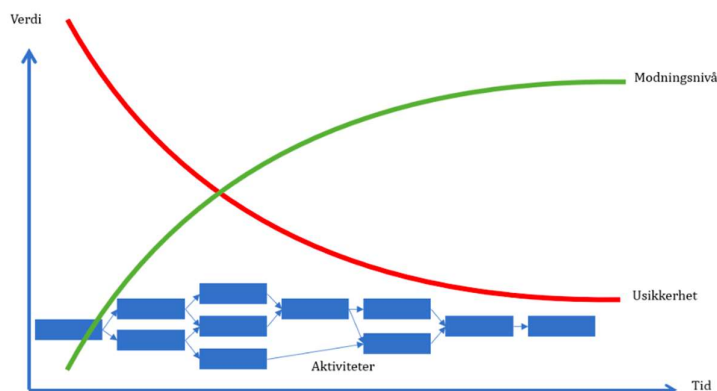 Verdi
Modningsnivå
Usikkerhet
Aktiviteter
Tid